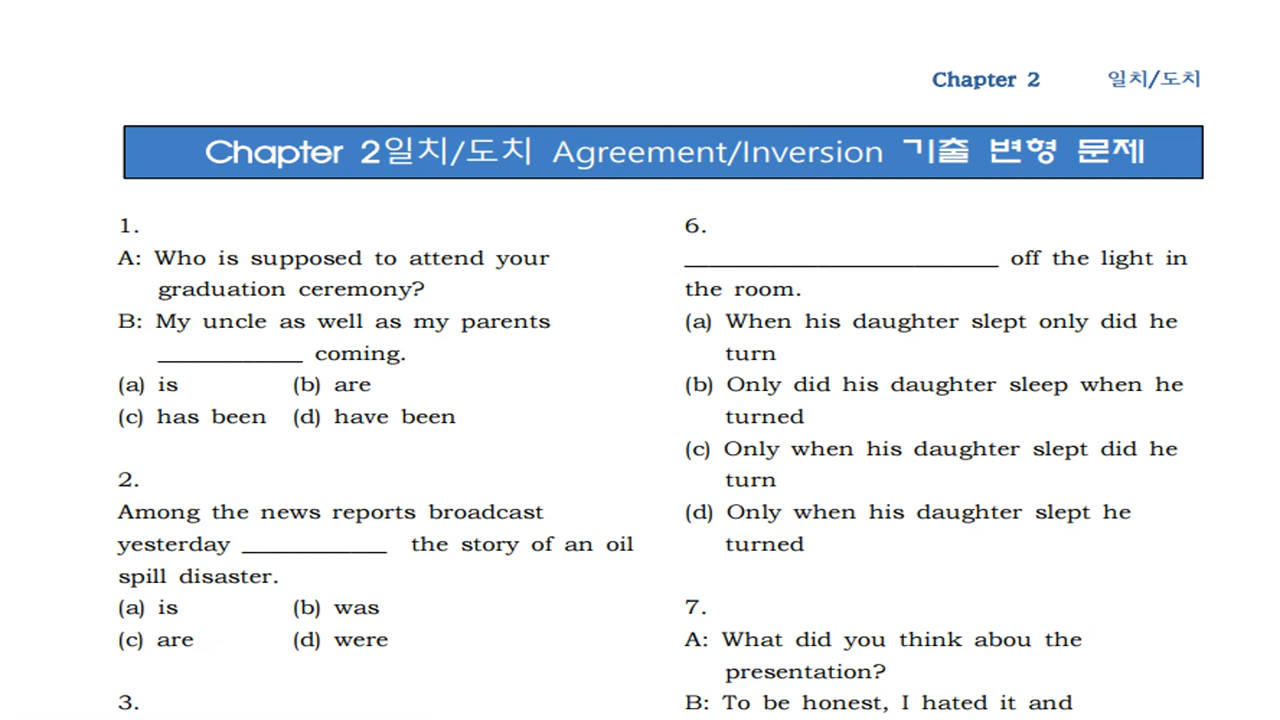 Chapter 2 일치/도치
Chapter 2일치/도치 Agreement/Inversion 기출 변형 문제
1.
A: Who is supposed to attend your
graduation ceremony?
B: My uncle as well as my parents
____________ coming.
(a) is (b) are
(c) has been (d) have been
2.
Among the news reports broadcast
yesterday ____________ the story of an oil
spill disaster.
(a) is (b) was
(c) are (d) were
3.
6.
__________________________ off the light in
the room.
(a) When his daughter slept only did he
turn
(b) Only did his daughter sleep when he
turned
(c) Only when his daughter slept did he
turn
(d) Only when his daughter slept he
turned
7.
A: What did you think abou the
presentation?
B: To be honest, I hated it and